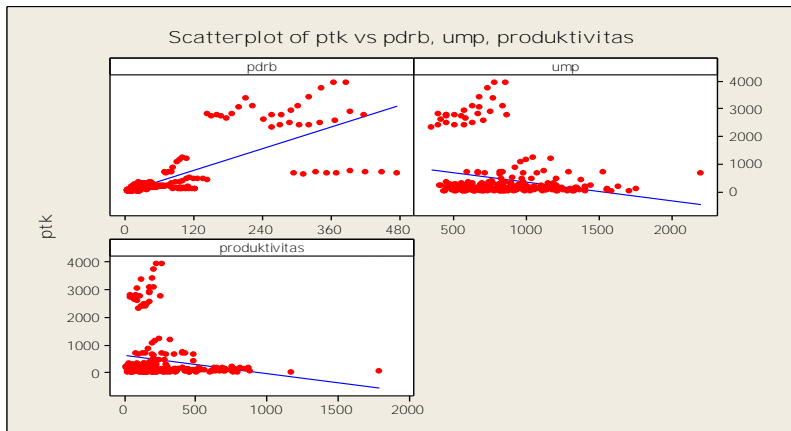 Scatterplot of ptk vs pdrb, ump, produktivitas
pdrb
ump
4000
3000
2000
1000
0
0 120 240 360 480
500 1000 1500 2000
ptk
produktivitas
4000
3000
2000
1000
0
0 500 1000 1500 2000